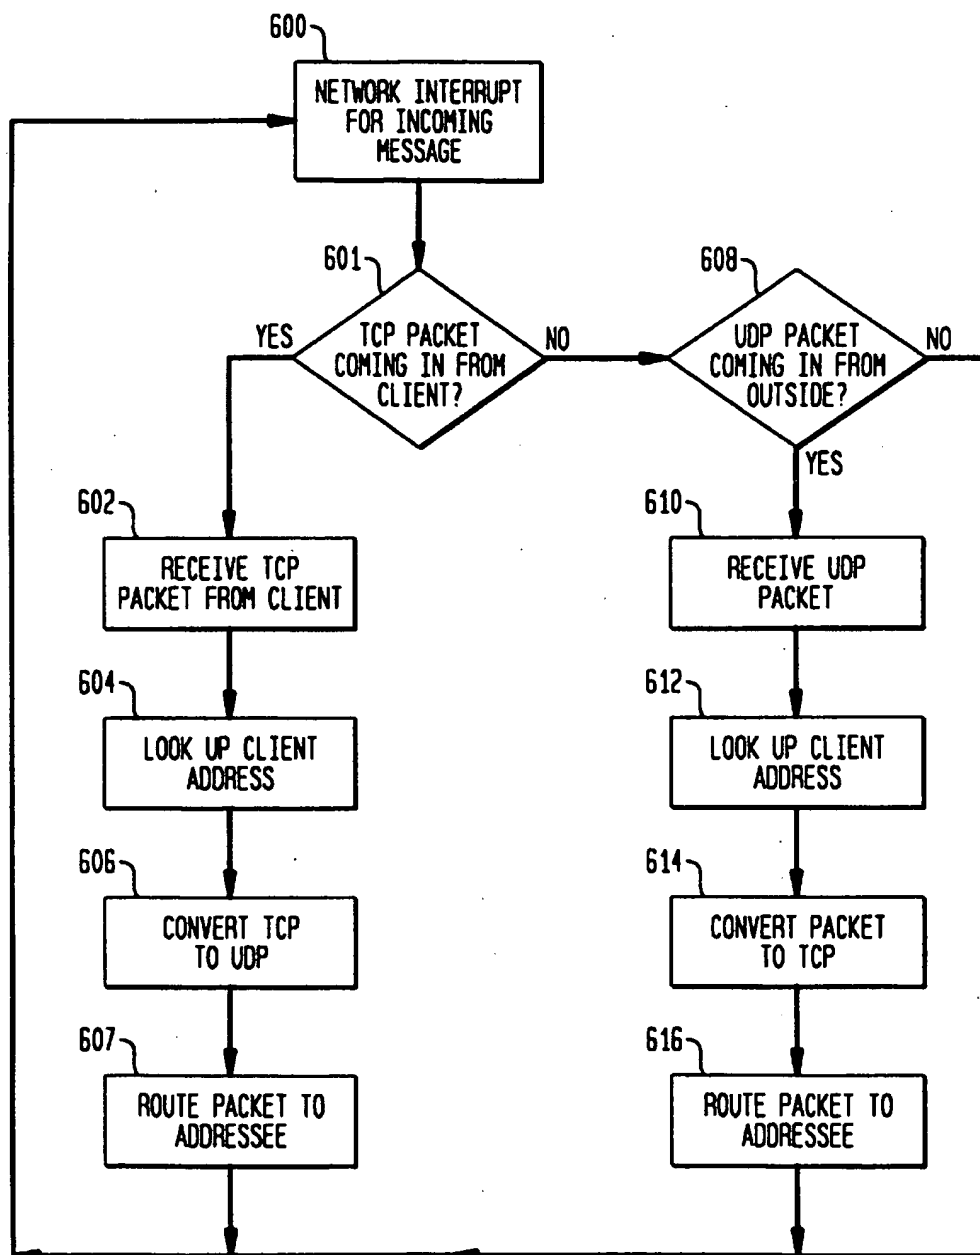 600
NETWORK INTERRUPT
FOR INCOMING
MESSAGE
601
YES
TCP PACKET
COMING IN FROM
CLIENT?
NO
608
UDP PACKET
COMING IN FROM
OUTSIDE?
NO
YES
602
RECEIVE TCP
PACKET FROM CLIENT
610
RECEIVE UDP
PACKET
604
LOOK UP CLIENT
ADDRESS
612
LOOK UP CLIENT
ADDRESS
606
CONVERT TCP
TO UDP
614
CONVERT PACKET
TO TCP
607
ROUTE PACKET TO
ADDRESSEE
616
ROUTE PACKET TO
ADDRESSEE